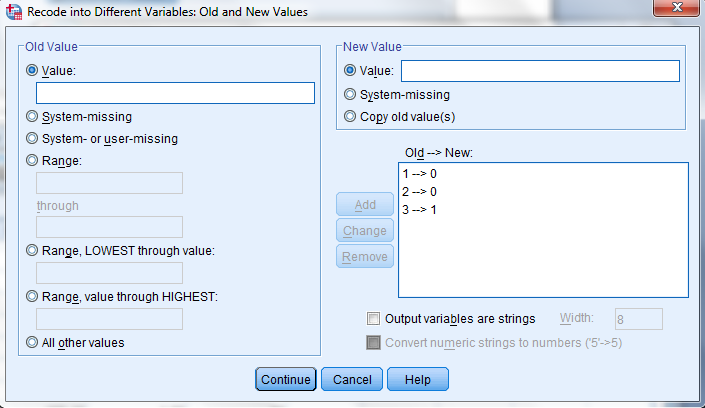 Recode into Different Variables: Old and New Values
Old Value
Value:
System-missing
System- or user-missing
Range:
through
Range, LOWEST through value:
Range, value through HIGHEST:
All other values
New Value
Value:
System-missing
Copy old value(s)
Old --> New:
1 --> 0
2 --> 0
3 --> 1
Add
Change
Remove
Output variables are strings Width: 8
Convert numeric strings to numbers ('5'->5)
Continue Cancel Help